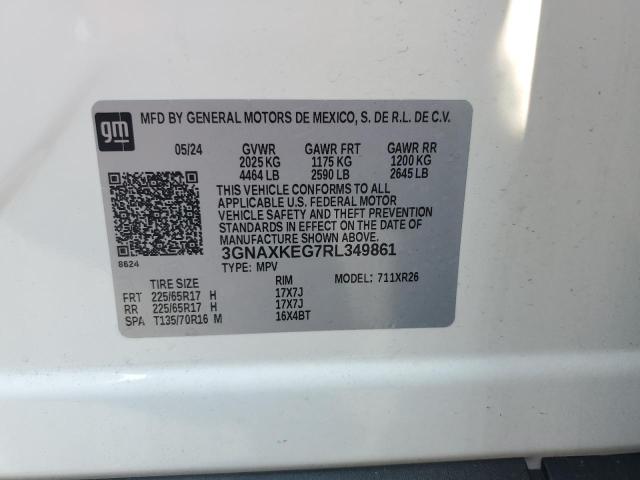 gm
MFD BY GENERAL MOTORS DE MEXICO, S. DE R.L. DE C.V.
05/24 GVWR GAWR FRT GAWR RR
2025 KG 1175 KG 1200 KG
4464 LB 2590 LB 2645 LB
THIS VEHICLE CONFORMS TO ALL
APPLICABLE U.S. FEDERAL MOTOR
VEHICLE SAFETY AND THEFT PREVENTION
STANDARDS IN EFFECT ON THE DATE OF
MANUFACTURE SHOWN ABOVE.
3GNAXKEG7RL349861
8624
TYPE: MPV
MODEL: 711XR26
TIRE SIZE RIM
FRT 225/65R17 H 17X7J
RR 225/65R17 H 17X7J
SPA T135/70R16 M 16X4BT